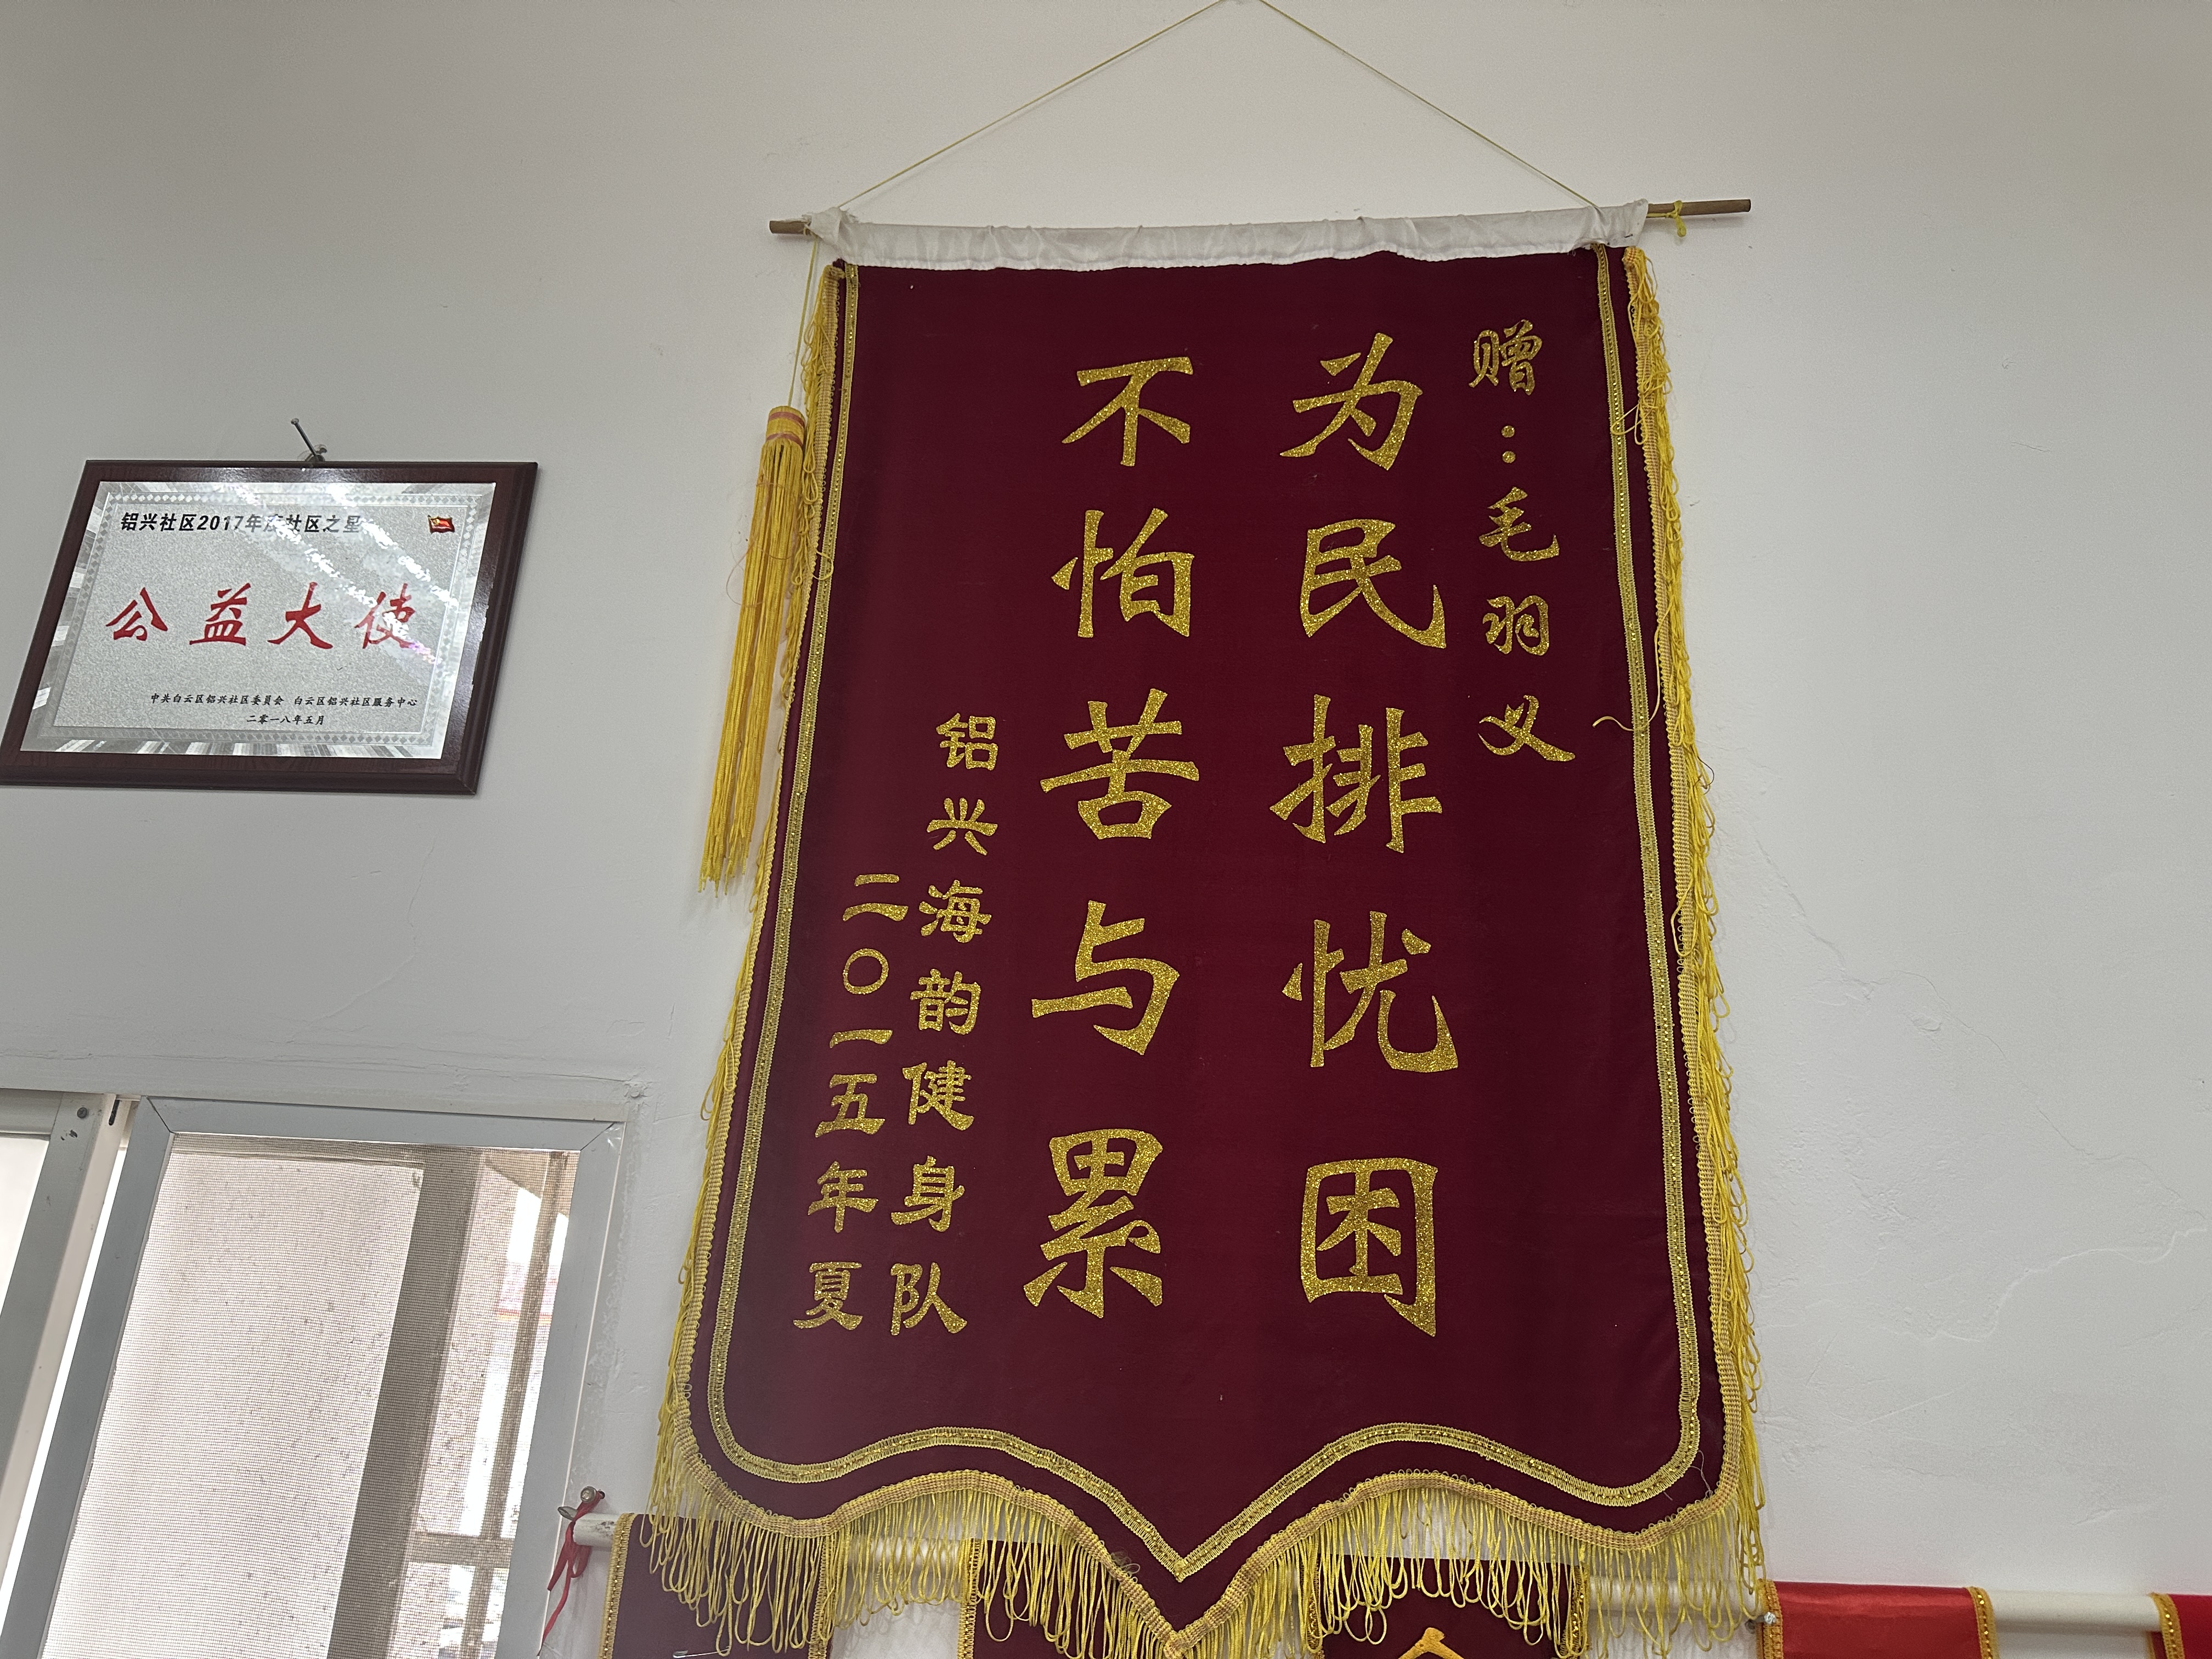 铝兴社区2017年度社区之星
公益大使
中共白云区铝兴社区委员会 白云区铝兴社区服务中心
二零一八年五月
赠：毛羽义
为民排忧困
不怕苦与累
铝兴海韵健身队
二〇一五年夏